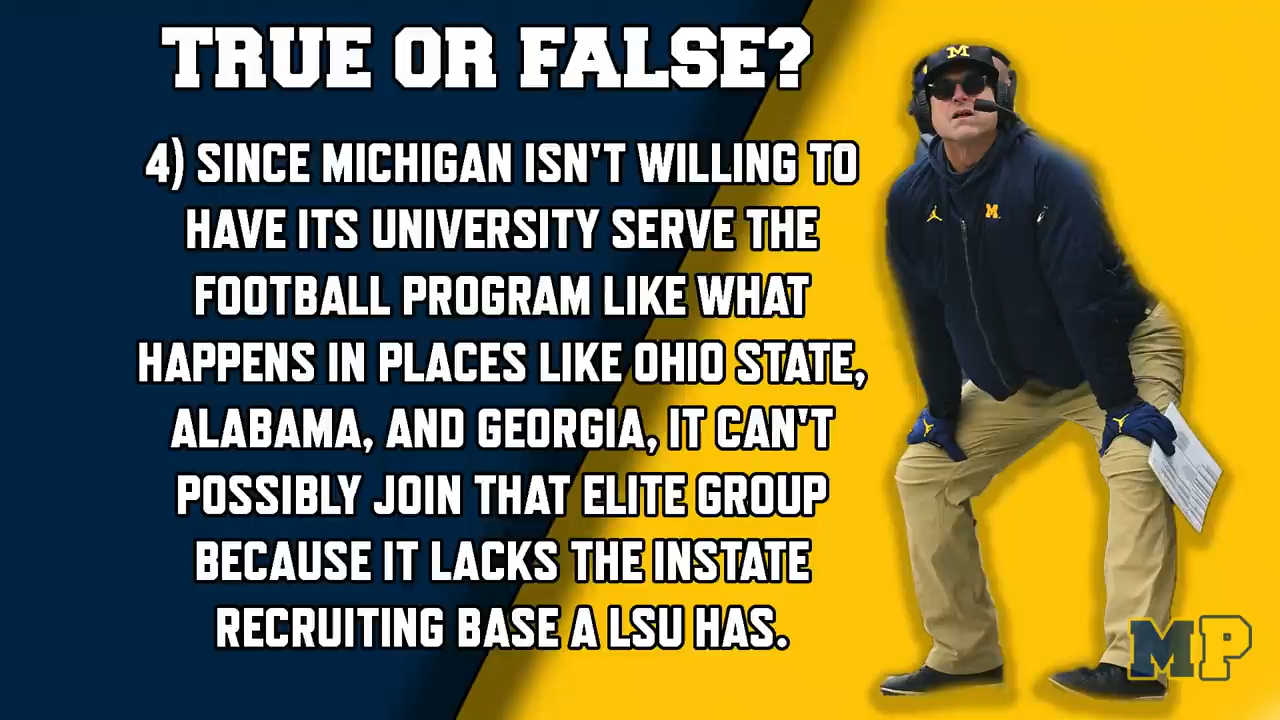 TRUE OR FALSE?
4) SINCE MICHIGAN ISN'T WILLING TO
HAVE ITS UNIVERSITY SERVE THE
FOOTBALL PROGRAM LIKE WHAT
HAPPENS IN PLACES LIKE OHIO STATE,
ALABAMA, AND GEORGIA, IT CAN'T
POSSIBLY JOIN THAT ELITE GROUP
BECAUSE IT LACKS THE INSTATE
RECRUITING BASE A LSU HAS.
M
M
MP